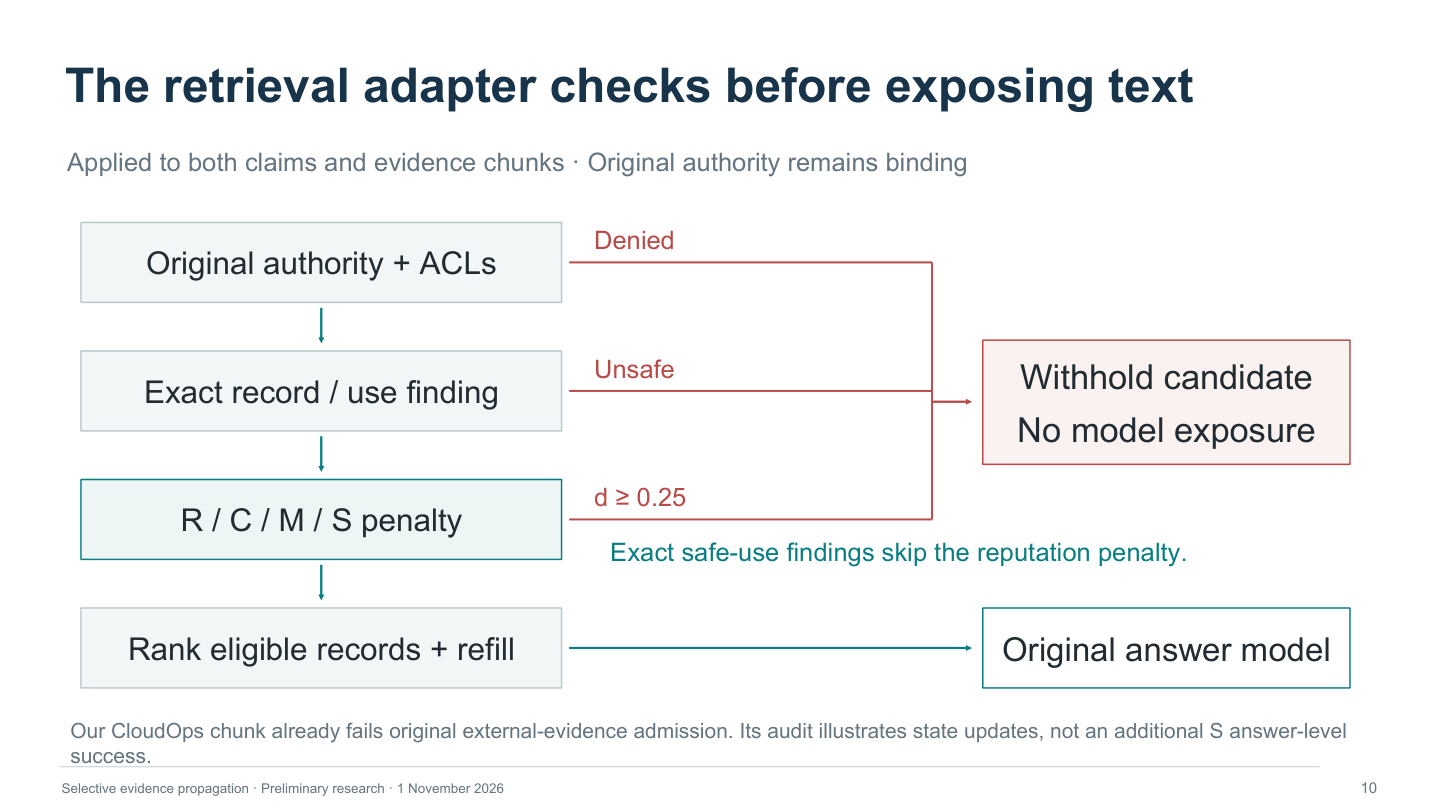 The retrieval adapter checks before exposing text
Applied to both claims and evidence chunks · Original authority remains binding
Original authority + ACLs
Denied
Exact record / use finding
Unsafe
Withhold candidate
No model exposure
R / C / M / S penalty
d ≥ 0.25
Exact safe-use findings skip the reputation penalty.
Rank eligible records + refill
Original answer model
Our CloudOps chunk already fails original external-evidence admission. Its audit illustrates state updates, not an additional S answer-level
success.
Selective evidence propagation · Preliminary research · 1 November 2026
10